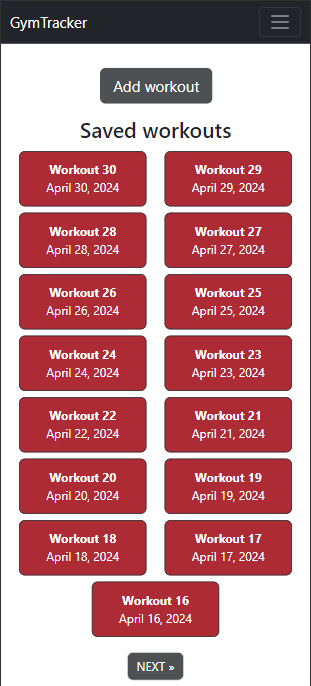 GymTracker
Add workout
Saved workouts
Workout 30
April 30, 2024
Workout 29
April 29, 2024
Workout 28
April 28, 2024
Workout 27
April 27, 2024
Workout 26
April 26, 2024
Workout 25
April 25, 2024
Workout 24
April 24, 2024
Workout 23
April 23, 2024
Workout 22
April 22, 2024
Workout 21
April 21, 2024
Workout 20
April 20, 2024
Workout 19
April 19, 2024
Workout 18
April 18, 2024
Workout 17
April 17, 2024
Workout 16
April 16, 2024
NEXT »